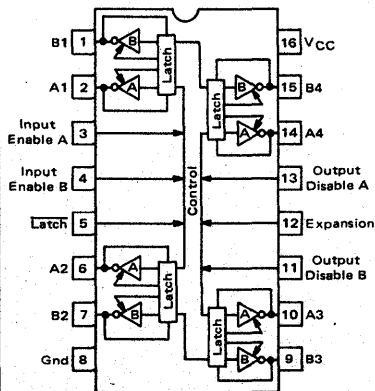 B1 1
B
Latch
16 VCC
A1 2
A
B
15 B4
Latch
Input
Enable A 3
A
14 A4
Input
Enable B 4
Control
13 Output
Disable A
Latch 5
12 Expansion
A2 6
A
Latch
11 Output
Disable B
B2 7
B
A
10 A3
Latch
Gnd 8
B
9 B3